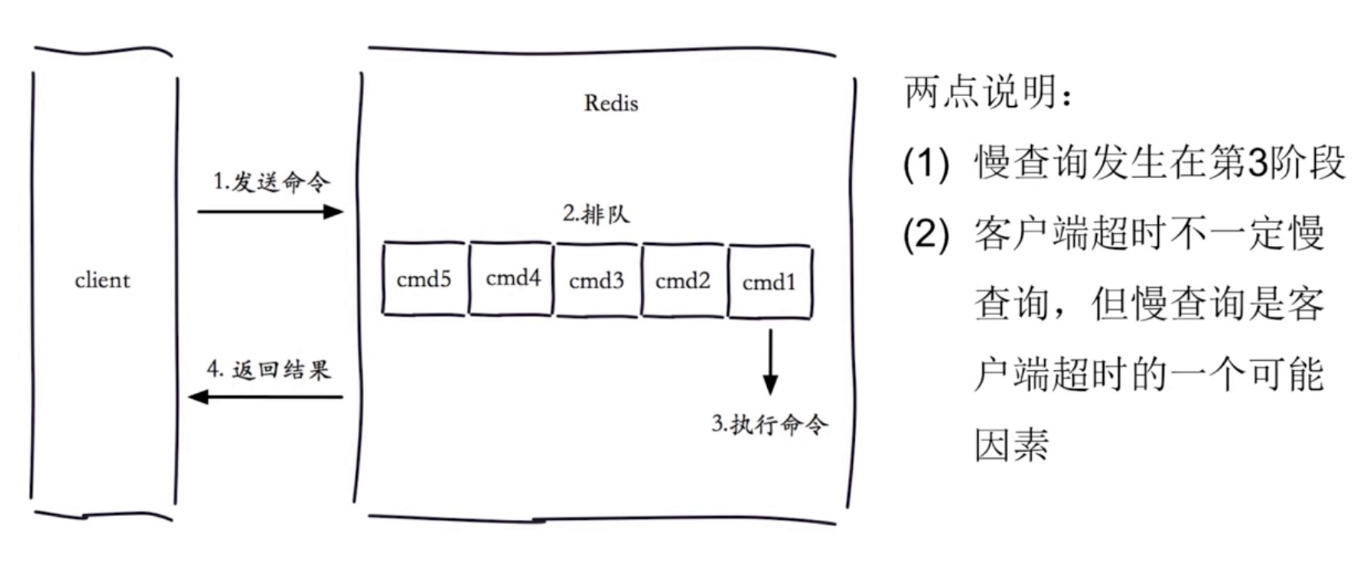 Redis
1.发送命令
2.排队
client
cmd5 cmd4 cmd3 cmd2 cmd1
4. 返回结果
3.执行命令
两点说明：
(1) 慢查询发生在第3阶段
(2) 客户端超时不一定慢
查询，但慢查询是客
户端超时的一个可能
因素